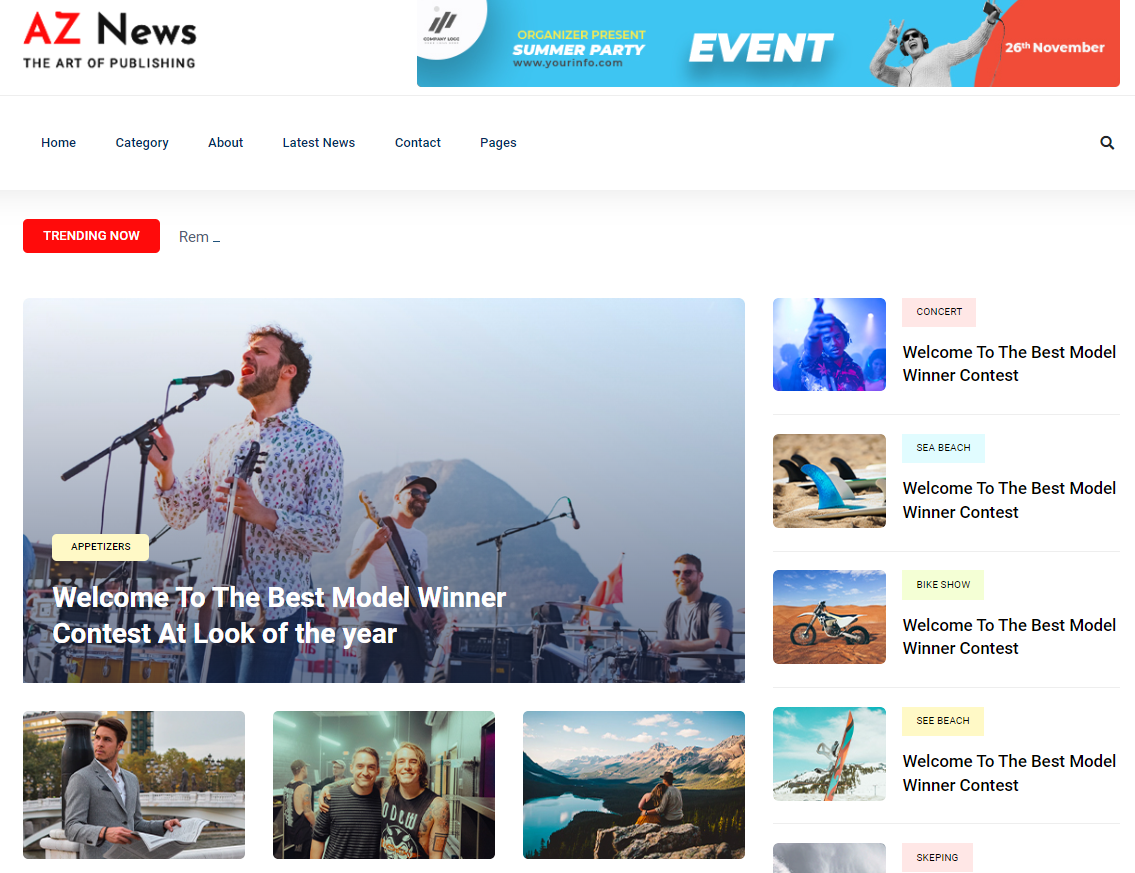 AZ News
THE ART OF PUBLISHING
COMPANY LOGO
ORGANIZER PRESENT
SUMMER PARTY
www.yourinfo.com
EVENT
26th November
Home Category About Latest News Contact Pages
TRENDING NOW Rem _
APPETIZERS
Welcome To The Best Model Winner
Contest At Look of the year
CONCERT
Welcome To The Best Model
Winner Contest
SEA BEACH
Welcome To The Best Model
Winner Contest
BIKE SHOW
Welcome To The Best Model
Winner Contest
SEE BEACH
Welcome To The Best Model
Winner Contest
SKEPING